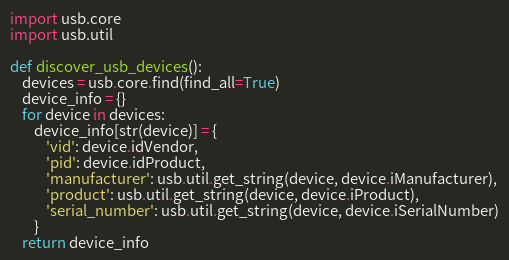 import usb.core
import usb.util

def discover_usb_devices():
    devices = usb.core.find(find_all=True)
    device_info = {}
    for device in devices:
        device_info[str(device)] = {
            'vid': device.idVendor,
            'pid': device.idProduct,
            'manufacturer': usb.util.get_string(device, device.iManufacturer),
            'product': usb.util.get_string(device, device.iProduct),
            'serial_number': usb.util.get_string(device, device.iSerialNumber)
        }
    return device_info